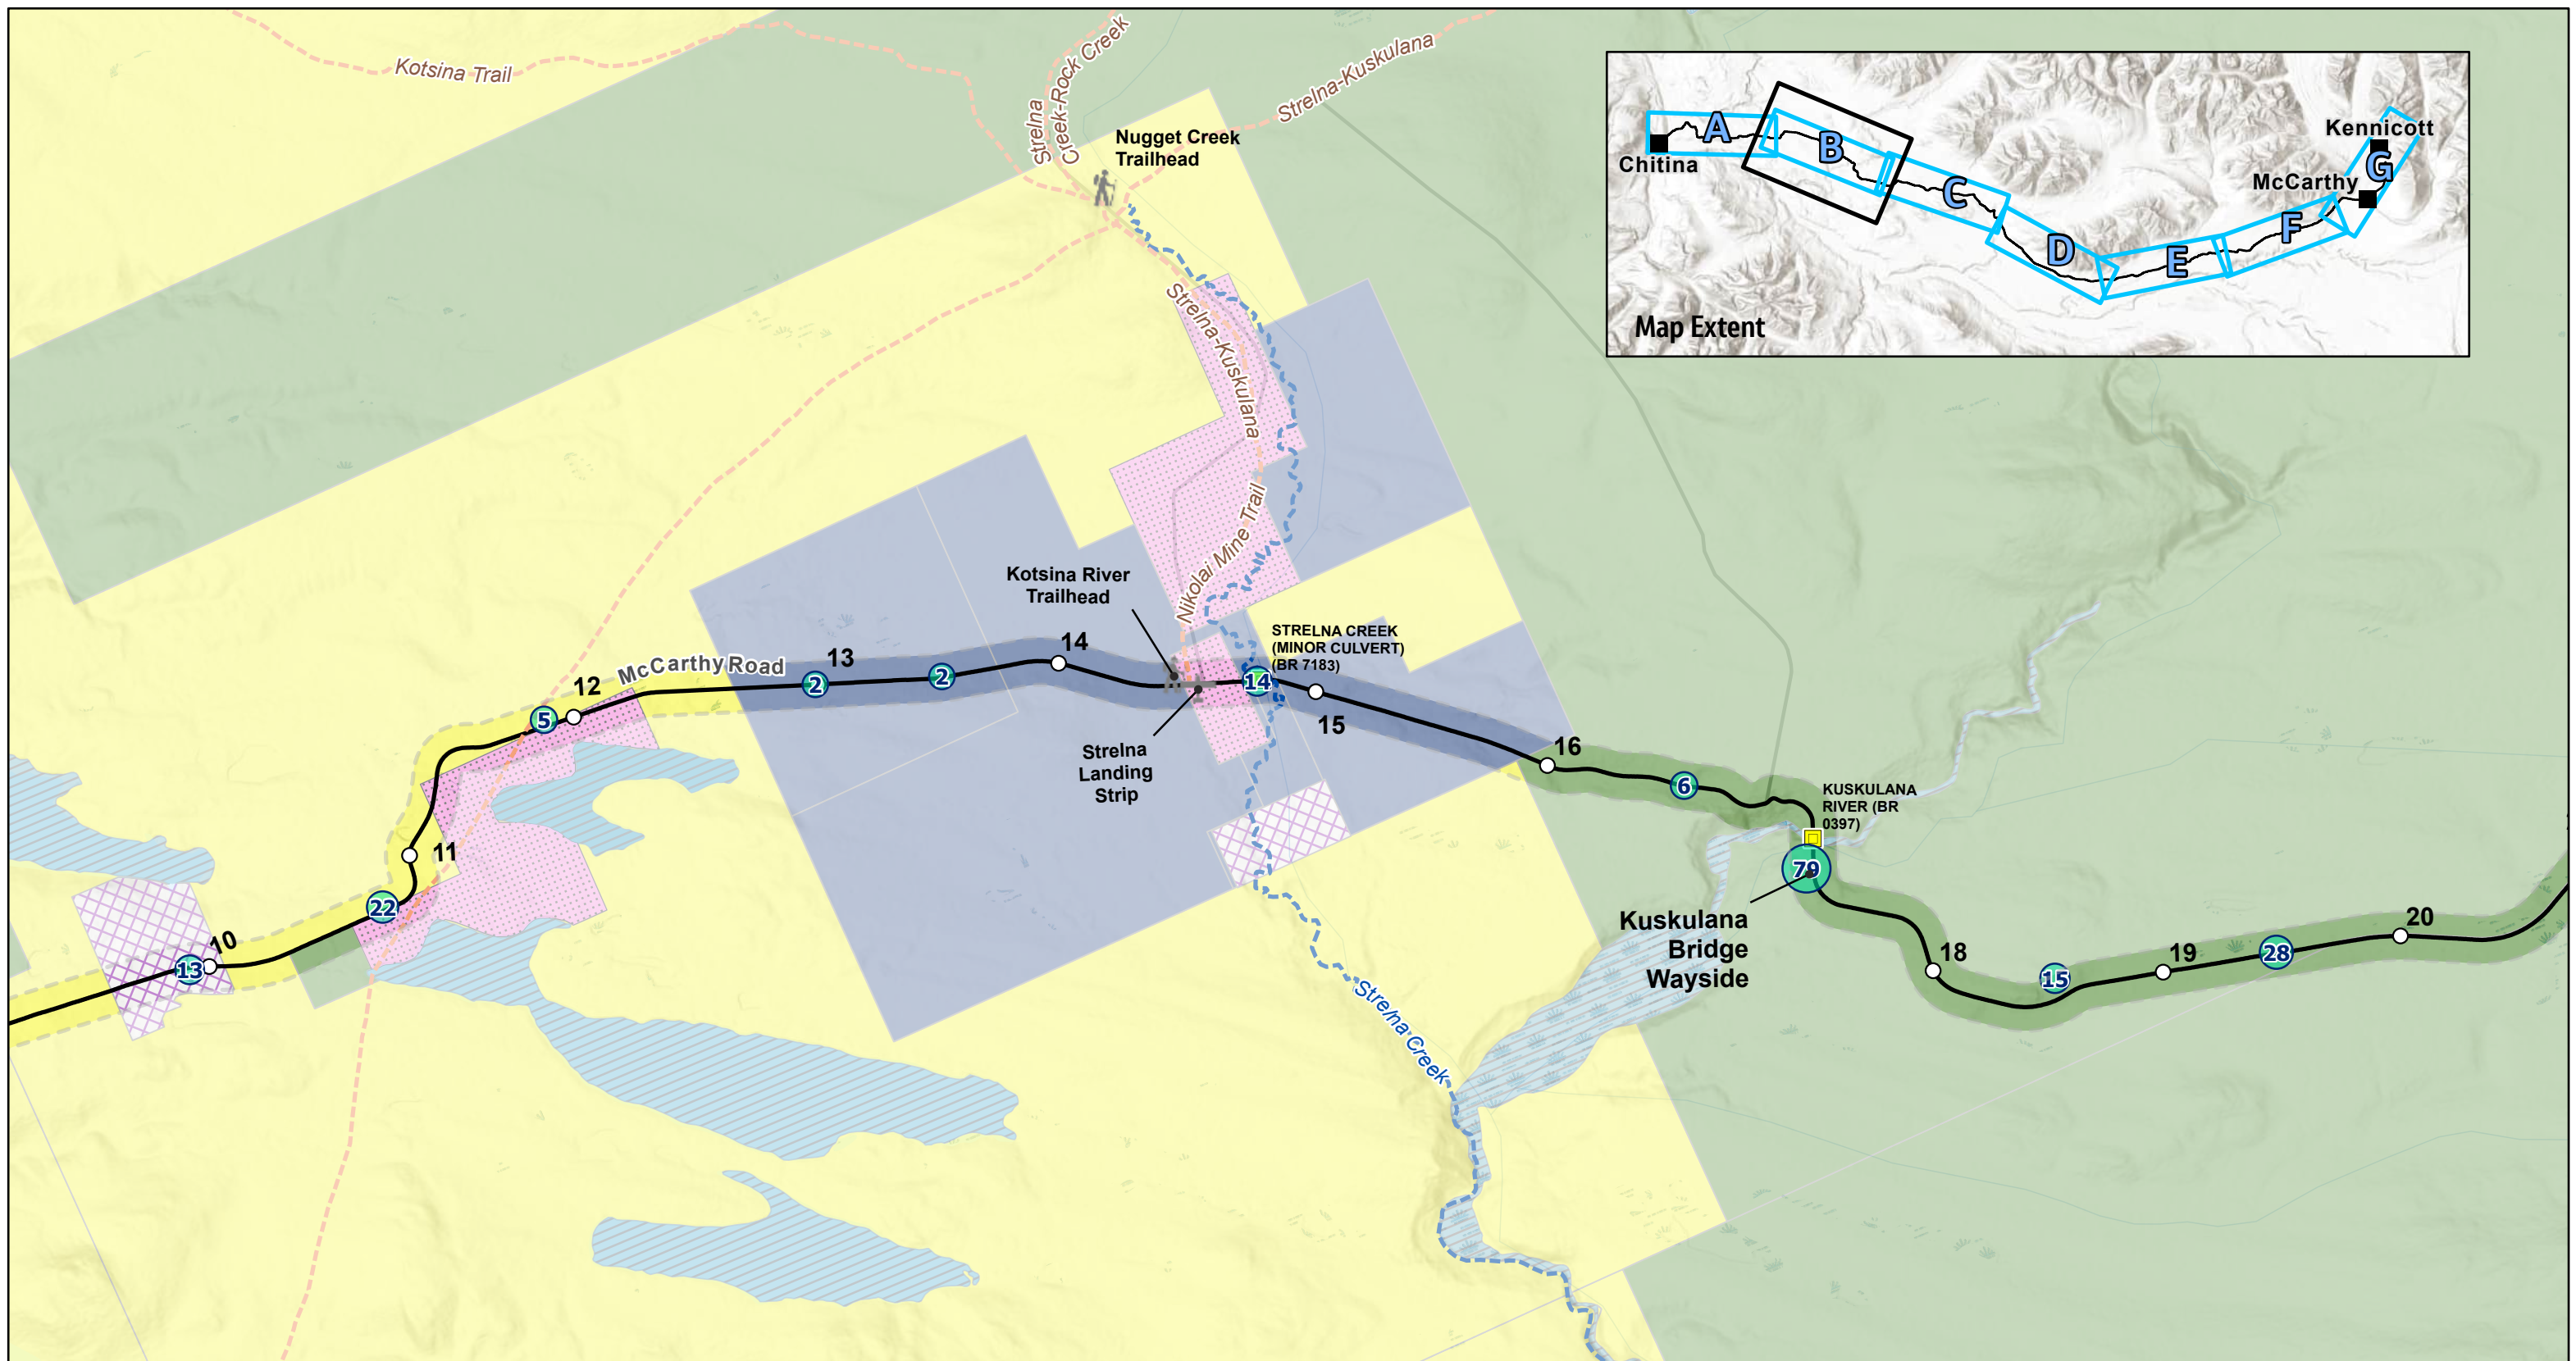 Kotsina Trail
Strelna
Creek-Rock Creek
Strelna-Kuskulana
Nugget Creek
Trailhead
A
B
C
D
E
F
G
Chitina
Kennicott
McCarthy
Map Extent
Strelna-Kuskulana
Nikolai Mine Trail
Kotsina River
Trailhead
STRELNA CREEK
(MINOR CULVERT)
(BR 7183)
McCarthy Road
10
11
12
13
14
15
16
18
19
20
13
22
5
2
2
14
6
79
15
28
Strelna
Landing
Strip
KUSKULANA
RIVER (BR
0397)
Kuskulana
Bridge
Wayside
Strelna Creek